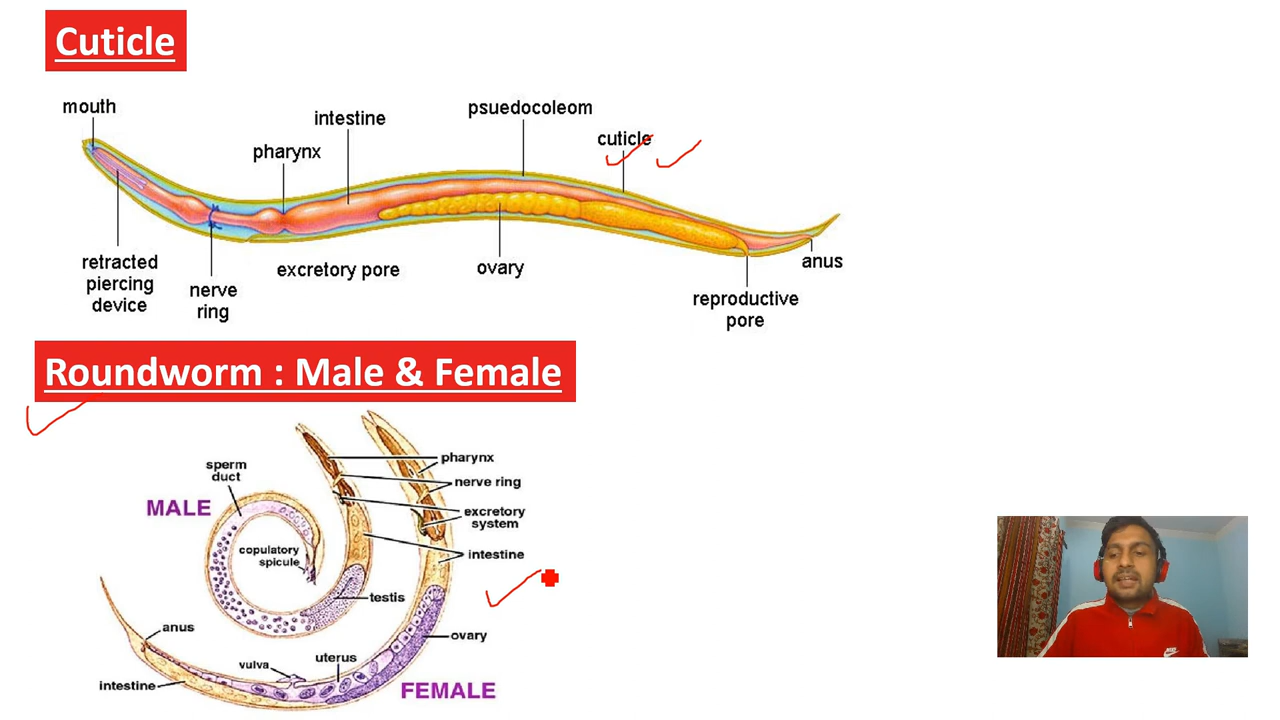 Cuticle
mouth
intestine
psuedocoleom
cuticle
pharynx
retracted
piercing
device
nerve
ring
excretory pore
ovary
reproductive
pore
anus
Roundworm : Male & Female
sperm
duct
MALE
copulatory
spicule
pharynx
nerve ring
excretory
system
intestine
testis
ovary
anus
vulva
uterus
intestine
FEMALE